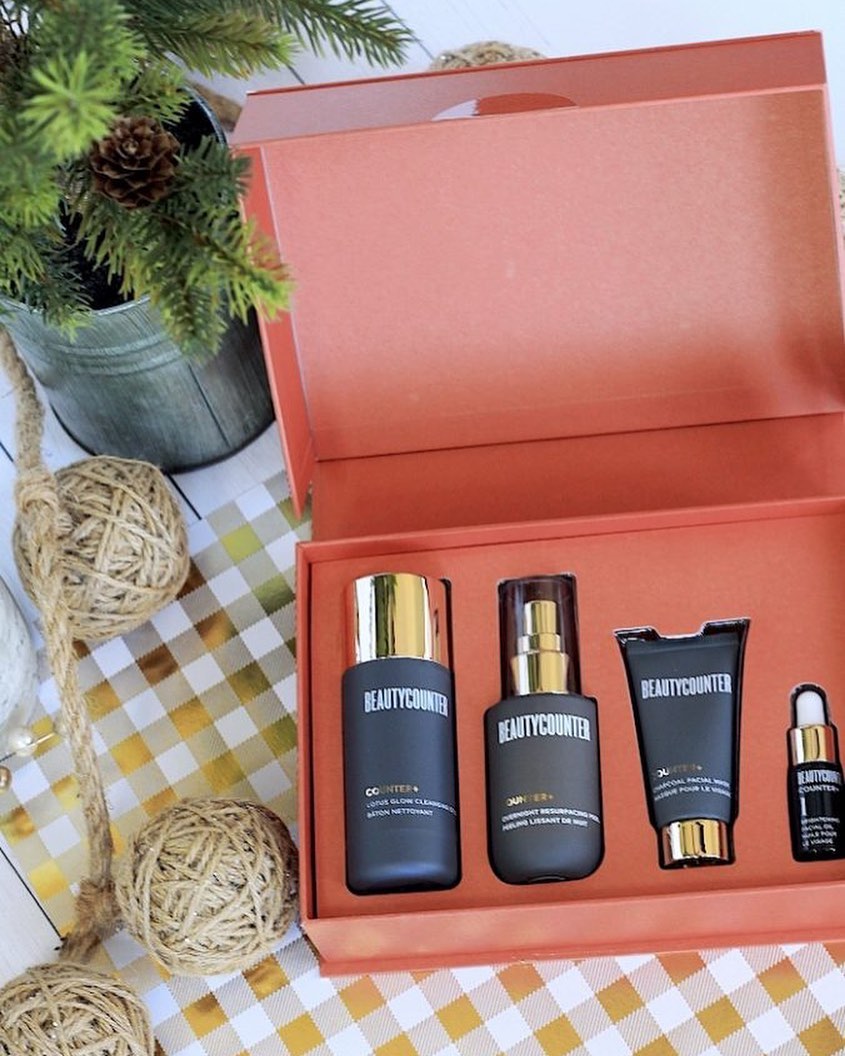 BEAUTYCOUNTER
COUNTER+
LOTUS GLOW CLEANSING
BÂTON NETTOYANT
BEAUTYCOUNTER
COUNTER+
OVERNIGHT RESURFACING PEEL
PEELING LISSANT DE NUIT
BEAUTYCOUNTER
COUNTER+
CHARCOAL FACIAL MASK
MASQUE POUR LE VISAGE
BEAUTYCOUNTER
COUNTER+
BRIGHTENING
FACIAL OIL
HUILE POUR
LE VISAGE